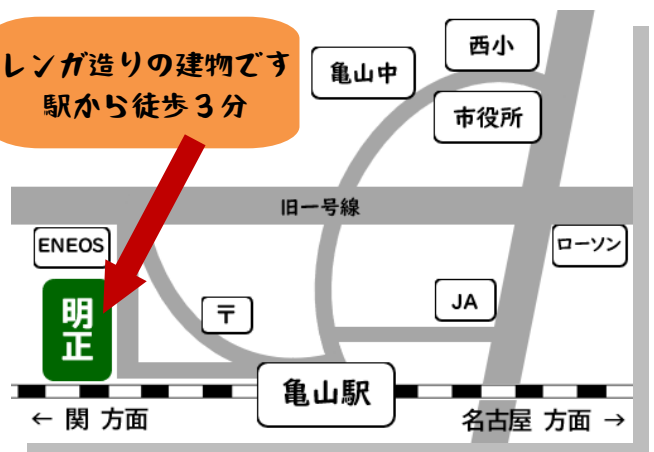 レンガ造りの建物です
駅から徒歩3分
西小
亀山中
市役所
旧一号線
ENEOS
ローソン
明正
〒
JA
亀山駅
← 関 方面
名古屋 方面 →